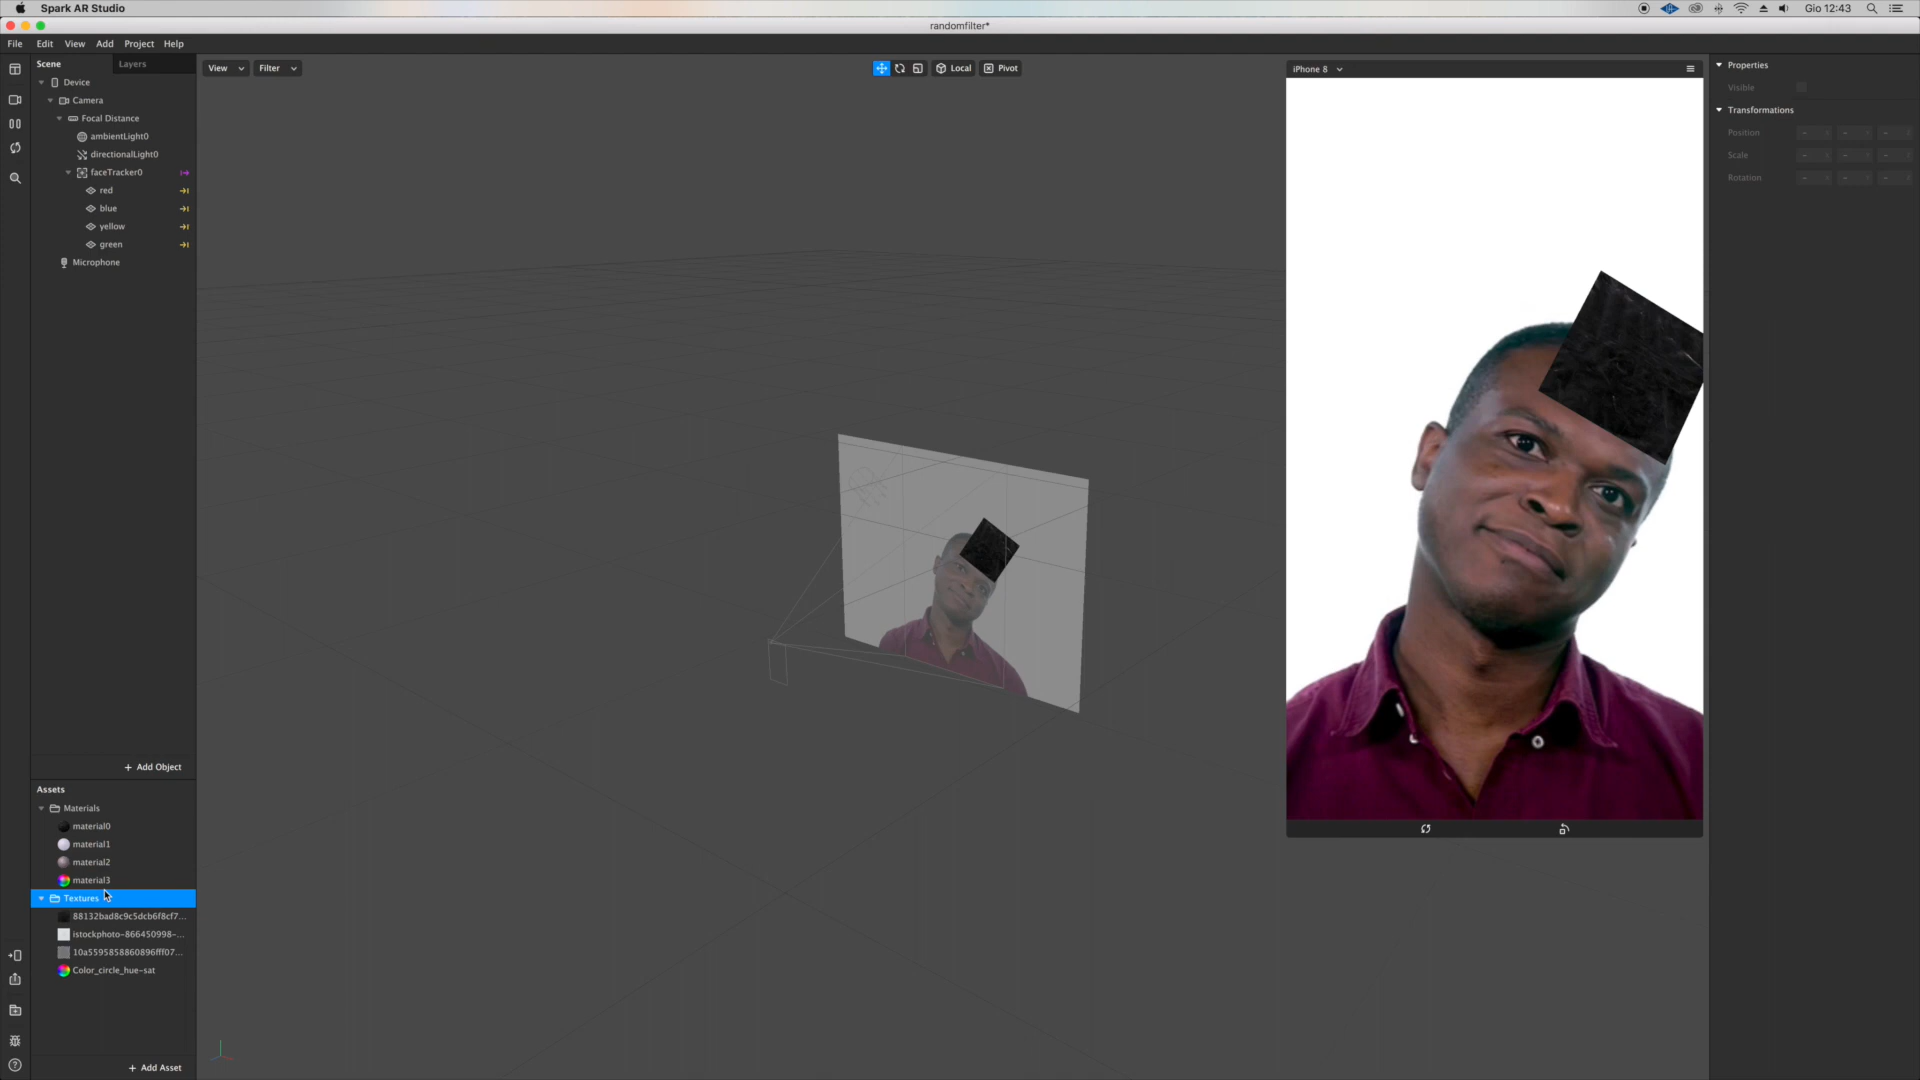 Spark AR Studio
Gio 12:43
randomfilter*
File Edit View Add Project Help
Scene Layers
Device
Camera
Focal Distance
ambientLight0
directionalLight0
faceTracker0
red
blue
yellow
green
Microphone
+ Add Object
Assets
Materials
material0
material1
material2
material3
Textures
88132bad8c9c5dcb6f8cf7...
istockphoto-866450998-...
10a5595858860896fff07...
Color_circle_hue-sat
+ Add Asset
View Filter
Local Pivot
iPhone 8
Properties
Visible
Transformations
Position - - -
Scale - - -
Rotation - - -